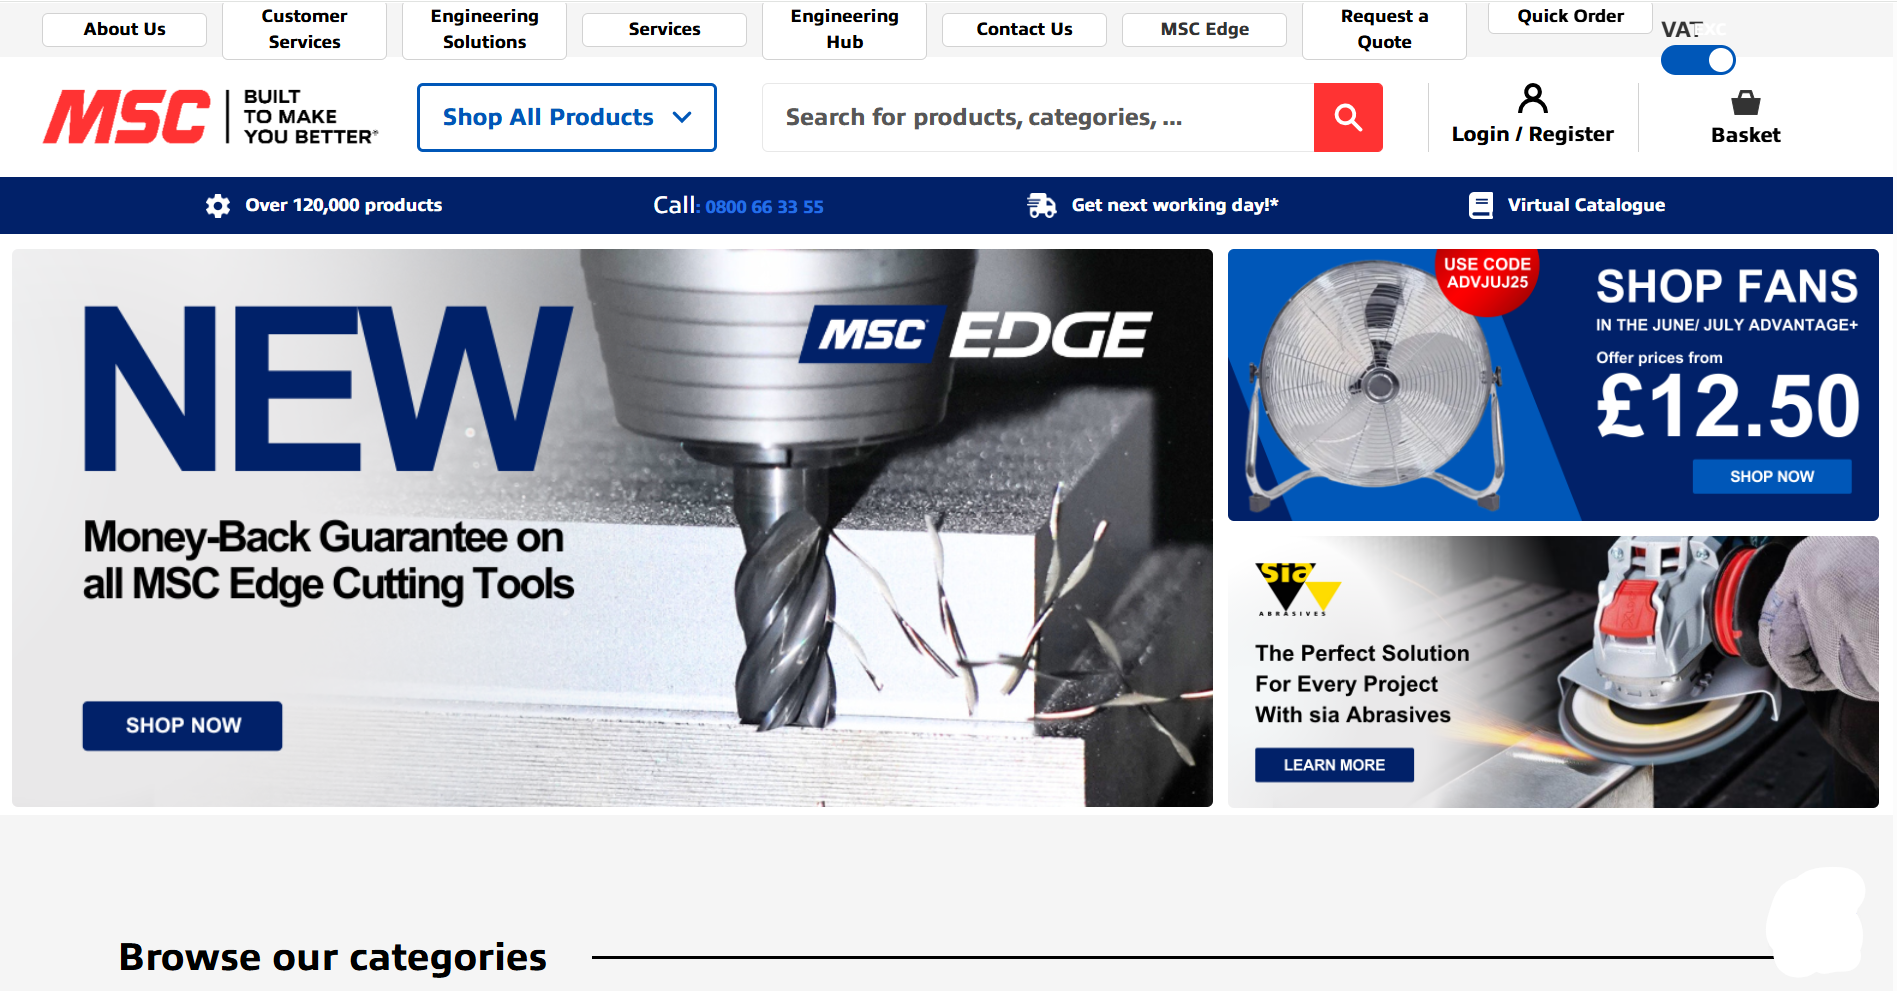 About Us
Customer
Services
Engineering
Solutions
Services
Engineering
Hub
Contact Us
MSC Edge
Request a
Quote
Quick Order
VAT
EXC
MSC
BUILT
TO MAKE
YOU BETTER®
Shop All Products
Search for products, categories, ...
Login / Register
Basket
Over 120,000 products
Call: 0800 66 33 55
Get next working day!*
Virtual Catalogue
NEW
MSC EDGE
Money-Back Guarantee on
all MSC Edge Cutting Tools
SHOP NOW
USE CODE
ADVJUJ25
SHOP FANS
IN THE JUNE/ JULY ADVANTAGE+
Offer prices from
£12.50
SHOP NOW
sia
ABRASIVES
The Perfect Solution
For Every Project
With sia Abrasives
LEARN MORE
Browse our categories